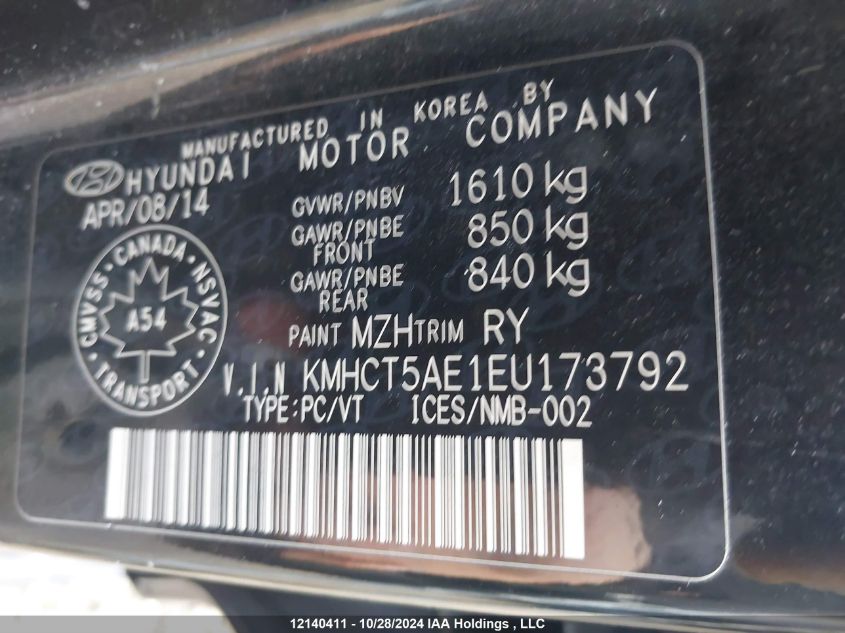 MANUFACTURED IN KOREA BY
HYUNDAI MOTOR COMPANY
APR/08/14
GVWR/PNBV 1610 kg
GAWR/PNBE FRONT 850 kg
GAWR/PNBE REAR 840 kg
PAINT MZH TRIM RY
V.I.N KMHCT5AE1EU173792
TYPE:PC/VT ICES/NMB-002
CMVSS · CANADA · NSVAC · TRANSPORT ·
A54
12140411 - 10/28/2024 IAA Holdings , LLC